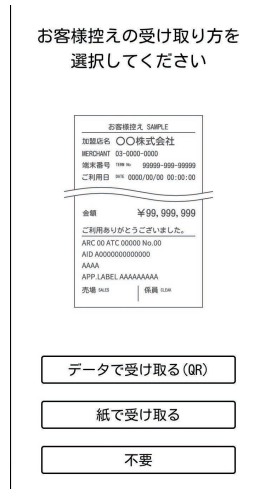 お客様控えの受け取り方を
選択してください
お客様控え SAMPLE
加盟店名 〇〇株式会社
MERCHANT 03-0000-0000
端末番号 TERM No 99999-999-99999
ご利用日 DATE 0000/00/00 00:00:00
金額 ¥99,999,999
ご利用ありがとうございました。
ARC 00 ATC 00000 No.00
AID A0000000000000
AAAA
APP.LABEL AAAAAAAAA
売場 SALES 係員 CLERK
データで受け取る(QR)
紙で受け取る
不要